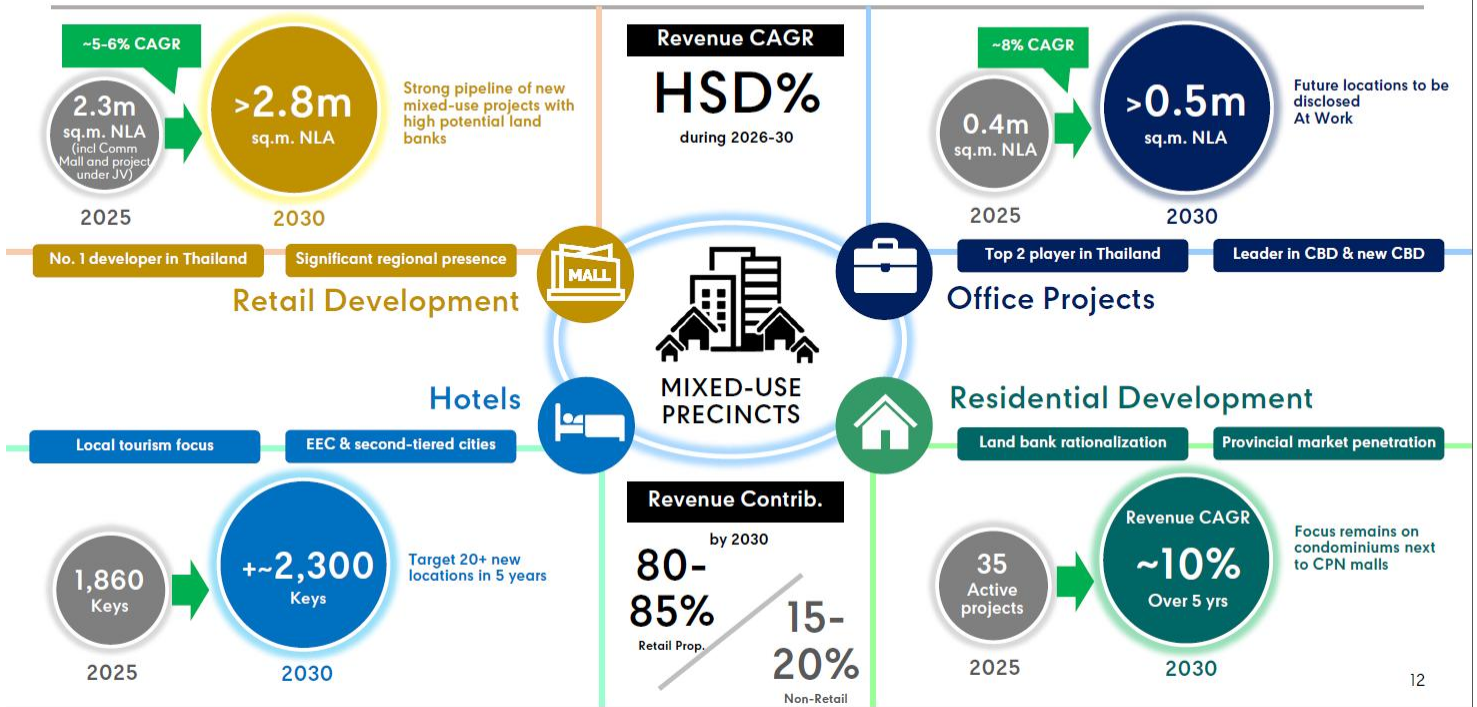 ~5-6% CAGR
2.3m
sq.m. NLA
(incl Comm
Mall and project
under JV)
2025
>2.8m
sq.m. NLA
2030
Strong pipeline of new
mixed-use projects with
high potential land
banks
No. 1 developer in Thailand
Significant regional presence
Retail Development
MALL
Revenue CAGR
HSD%
during 2026-30
~8% CAGR
0.4m
sq.m. NLA
2025
>0.5m
sq.m. NLA
2030
Future locations to be
disclosed
At Work
Top 2 player in Thailand
Leader in CBD & new CBD
Office Projects
MIXED-USE
PRECINCTS
Hotels
Local tourism focus
EEC & second-tiered cities
1,860
Keys
2025
+~2,300
Keys
2030
Target 20+ new
locations in 5 years
Revenue Contrib.
by 2030
80-
85%
Retail Prop.
15-
20%
Non-Retail
Residential Development
Land bank rationalization
Provincial market penetration
35
Active
projects
2025
Revenue CAGR
~10%
Over 5 yrs
2030
Focus remains on
condominiums next
to CPN malls
12